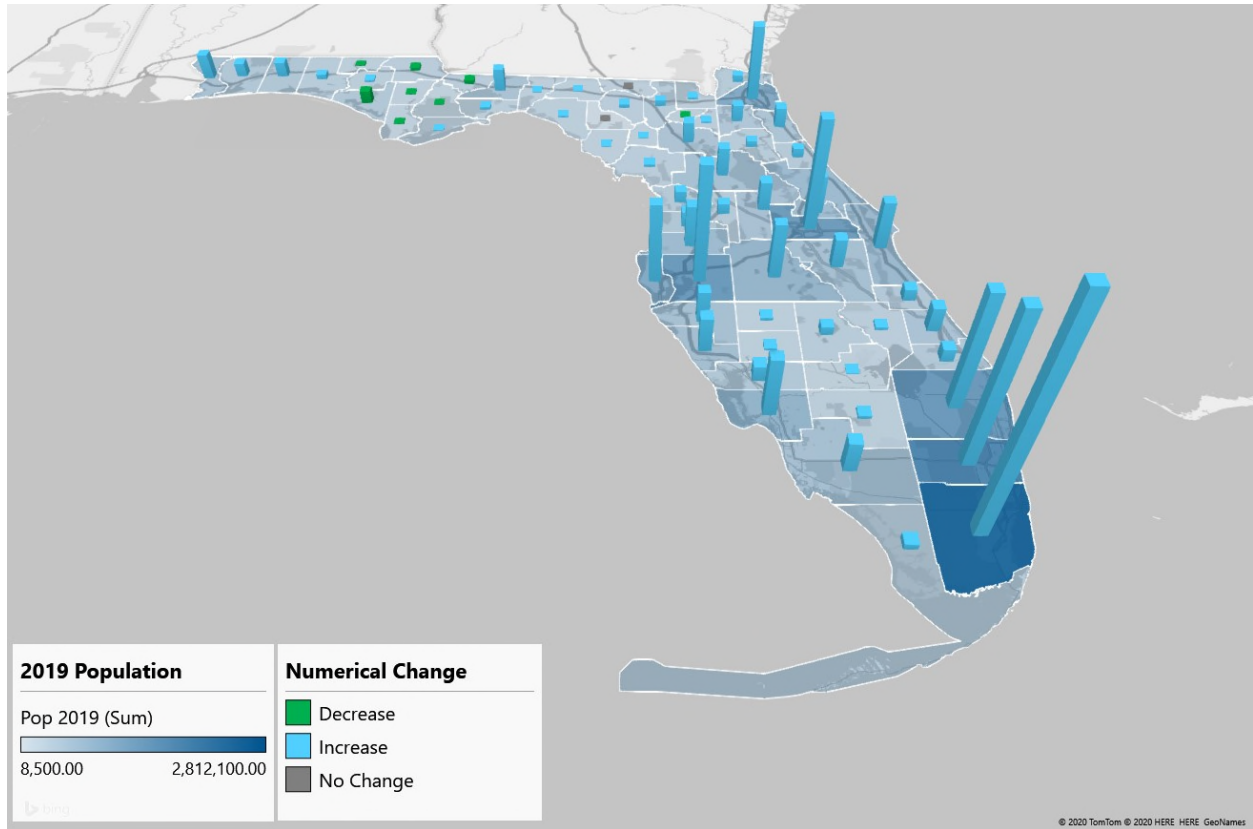 2019 Population
Pop 2019 (Sum)
8,500.00 2,812,100.00
bing
Numerical Change
Decrease
Increase
No Change
© 2020 TomTom © 2020 HERE HERE GeoNames